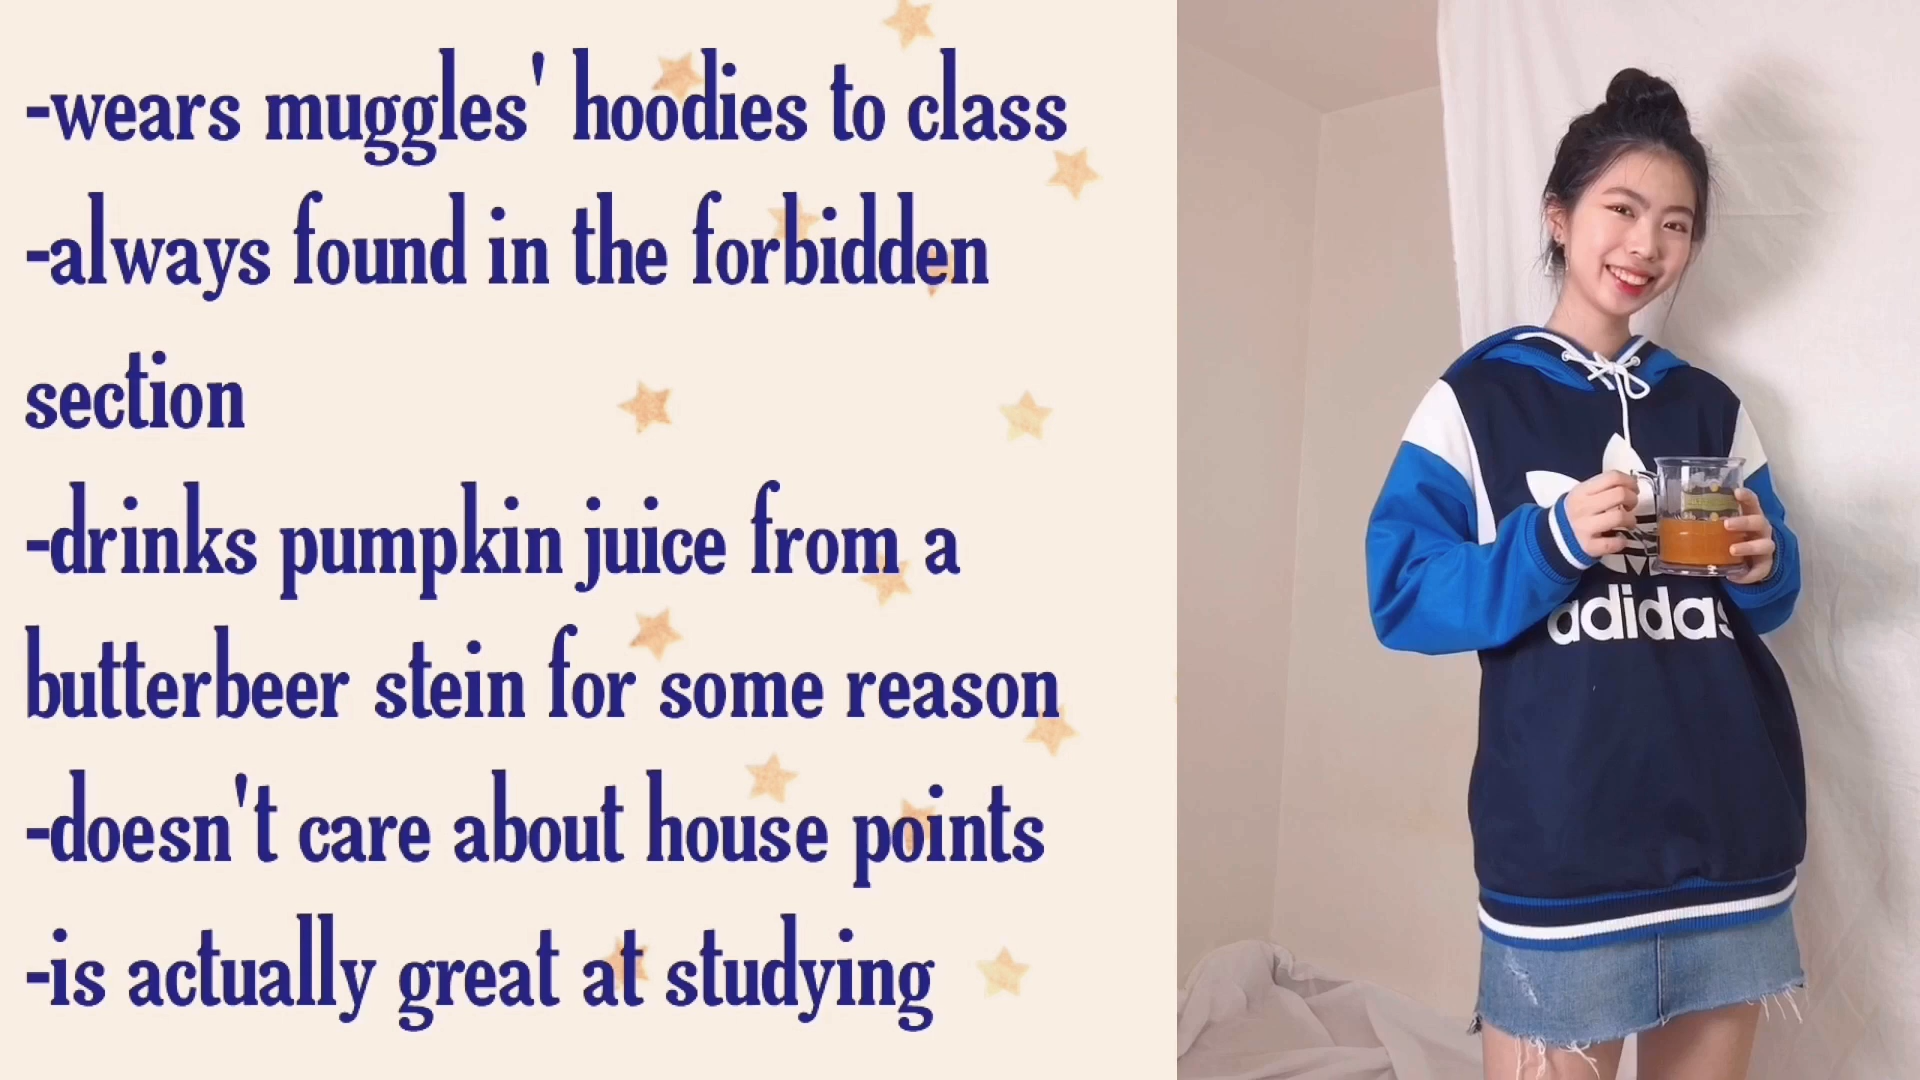 -wears muggles' hoodies to class
-always found in the forbidden
section
-drinks pumpkin juice from a
butterbeer stein for some reason
-doesn't care about house points
-is actually great at studying
adidas